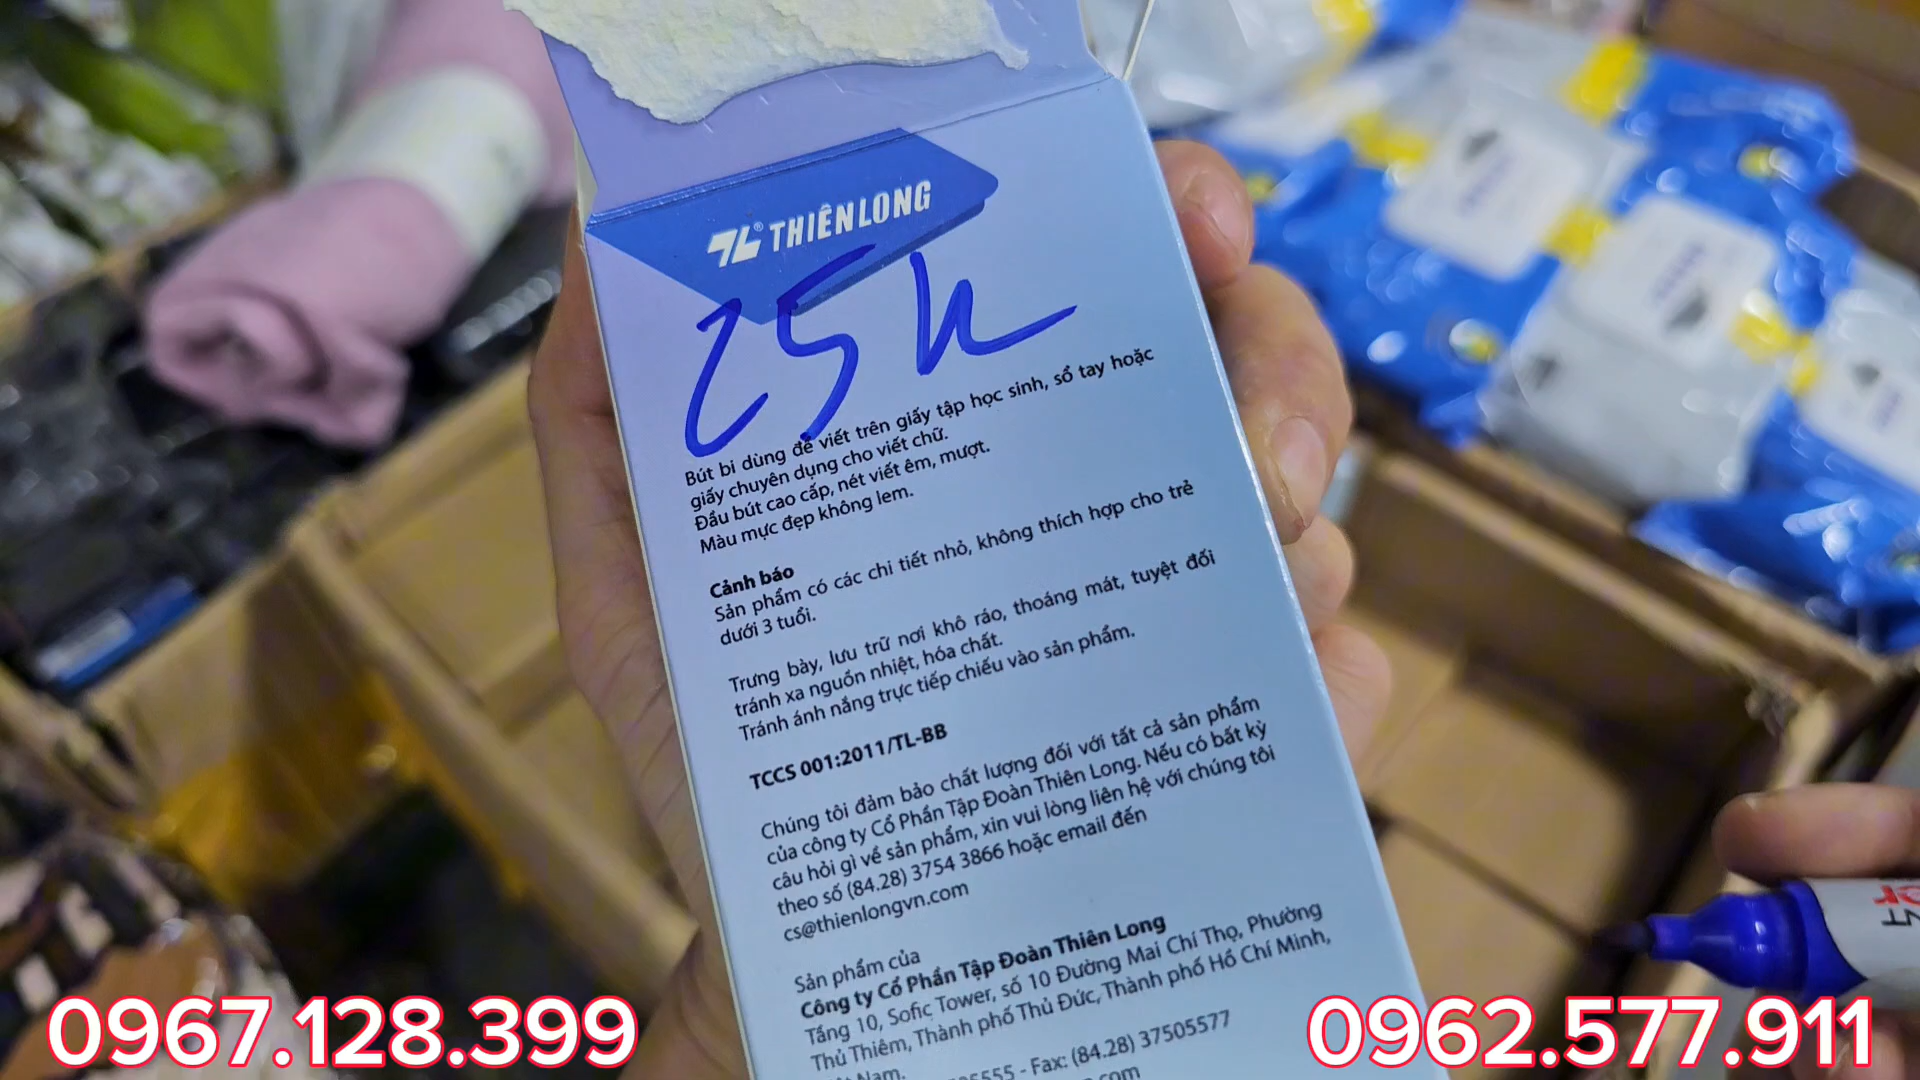 TL® THIÊN LONG
25k
Bút bi dùng để viết trên giấy tập học sinh, sổ tay hoặc
giấy chuyên dụng cho viết chữ.
Đầu bút cao cấp, nét viết êm, mượt.
Màu mực đẹp không lem.
Cảnh báo
Sản phẩm có các chi tiết nhỏ, không thích hợp cho trẻ
dưới 3 tuổi.
Trưng bày, lưu trữ nơi khô ráo, thoáng mát, tuyệt đối
tránh xa nguồn nhiệt, hóa chất.
Tránh ánh nắng trực tiếp chiếu vào sản phẩm.
TCCS 001:2011/TL-BB
Chúng tôi đảm bảo chất lượng đối với tất cả sản phẩm
của công ty Cổ Phần Tập Đoàn Thiên Long. Nếu có bất kỳ
câu hỏi gì về sản phẩm, xin vui lòng liên hệ với chúng tôi
theo số (84.28) 3754 3866 hoặc email đến
cs@thienlongvn.com
Sản phẩm của
Công ty Cổ Phần Tập Đoàn Thiên Long
Tầng 10, Sofic Tower, số 10 Đường Mai Chí Thọ, Phường
Thủ Thiêm, Thành phố Thủ Đức, Thành phố Hồ Chí Minh,
Nam.
5555 - Fax: (84.28) 37505577
.com
0967.128.399
0962.577.911